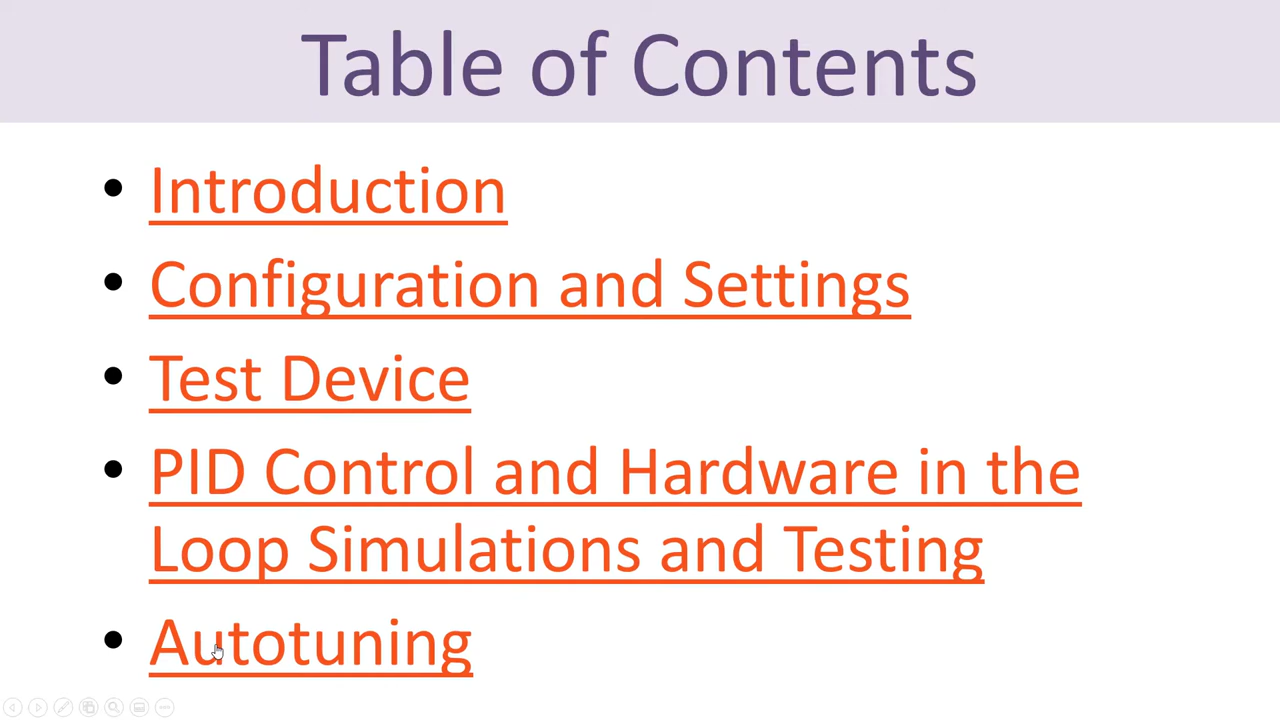 Table of Contents
• Introduction
• Configuration and Settings
• Test Device
• PID Control and Hardware in the
Loop Simulations and Testing
• Autotuning